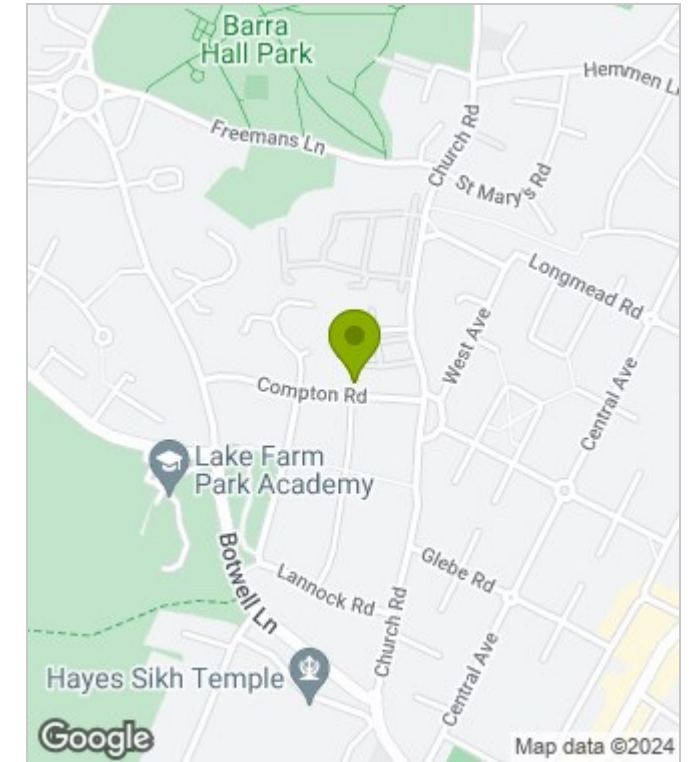 Barra
Hall Park
Hemmen L
Freemans Ln
Church Rd
St Mary's Rd
Longmead Rd
West Ave
Compton Rd
Central Ave
Lake Farm
Park Academy
Botwell Ln
Glebe Rd
Lannock Rd
Church Rd
Hayes Sikh Temple
Central Ave
Google
Map data ©2024